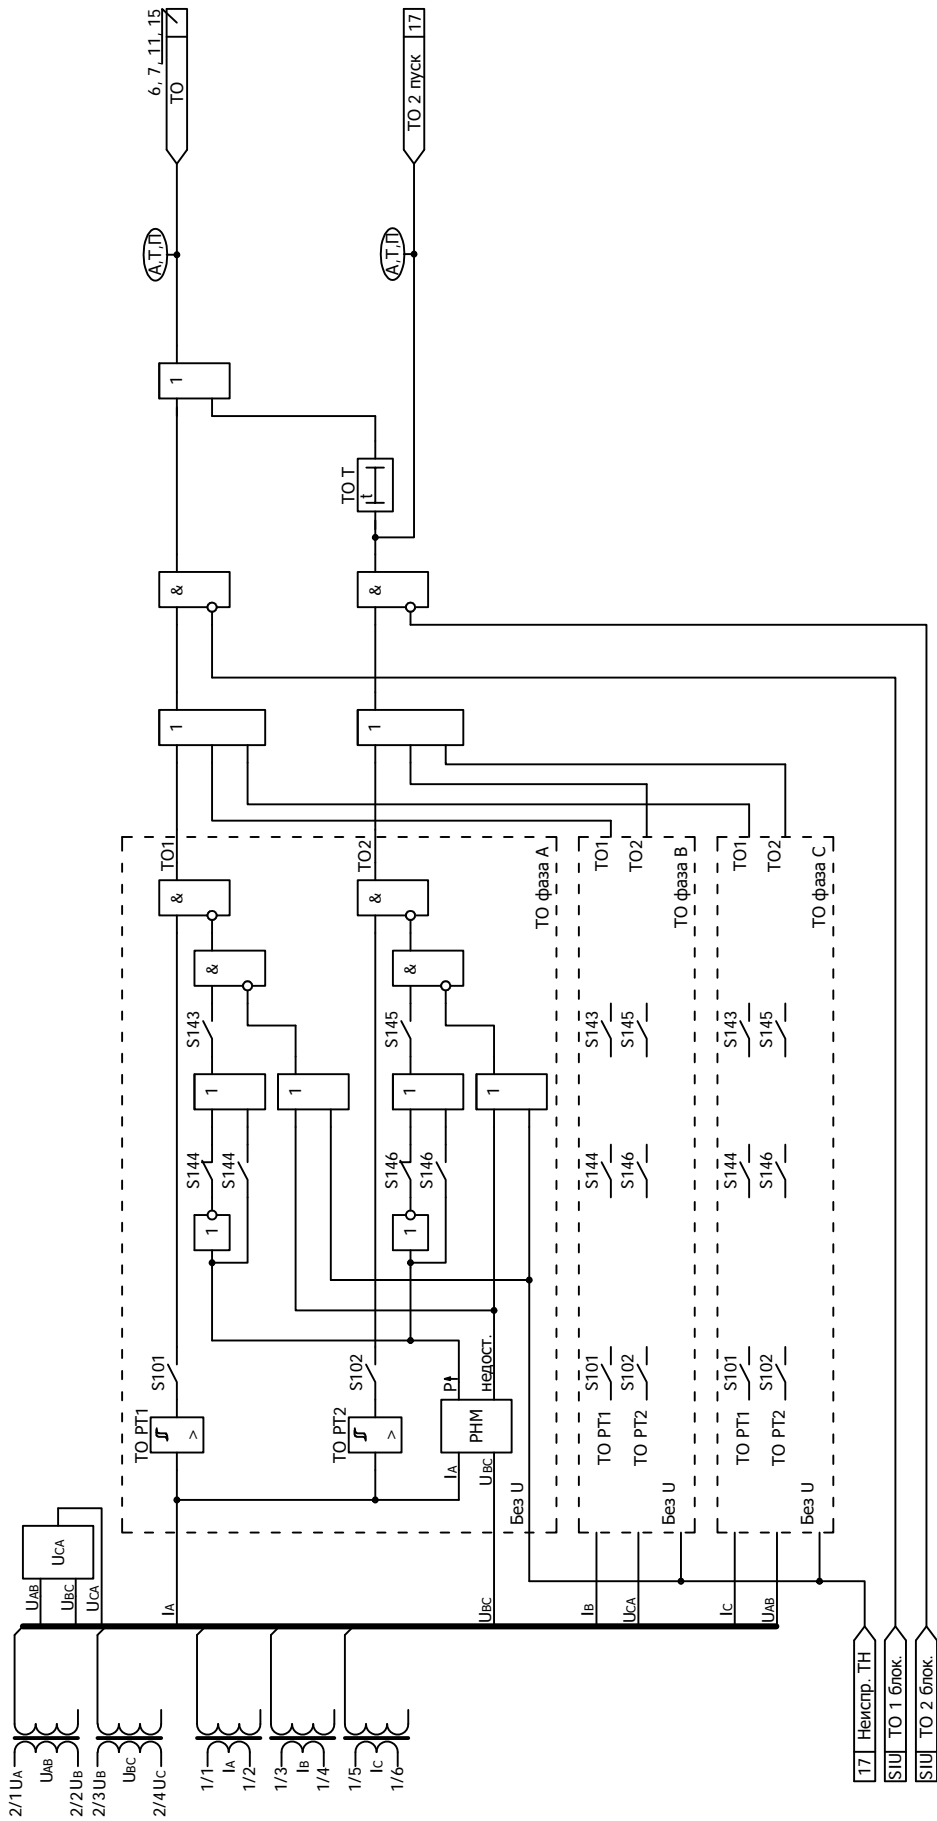 2/1 UA
UAB
2/2 UB
2/3 UB
UBC
2/4 UC
1/1
IA
1/2
1/3
IB
1/4
1/5
IC
1/6
UAB
UBC
UCA
UCA
IA
UBC
IB
UCA
IC
UAB
17 Неиспр. ТН
SIU ТО 1 блок.
SIU ТО 2 блок.
ТО РТ1
>
S101
ТО РТ2
>
S102
IA
UBC
РНМ
P
недост.
Без U
1
S144
S144
1
S143
1
&
&
ТО1
1
S146
S146
1
S145
1
&
&
ТО2
ТО фаза A
ТО РТ1
S101
S144
S143
ТО1
ТО РТ2
S102
S146
S145
ТО2
Без U
ТО фаза B
ТО РТ1
S101
S144
S143
ТО1
ТО РТ2
S102
S146
S145
ТО2
Без U
ТО фаза C
1
&
1
А,Т,П
ТО
6, 7, 11, 15
1
&
ТО Т
t
А,Т,П
ТО 2 пуск 17